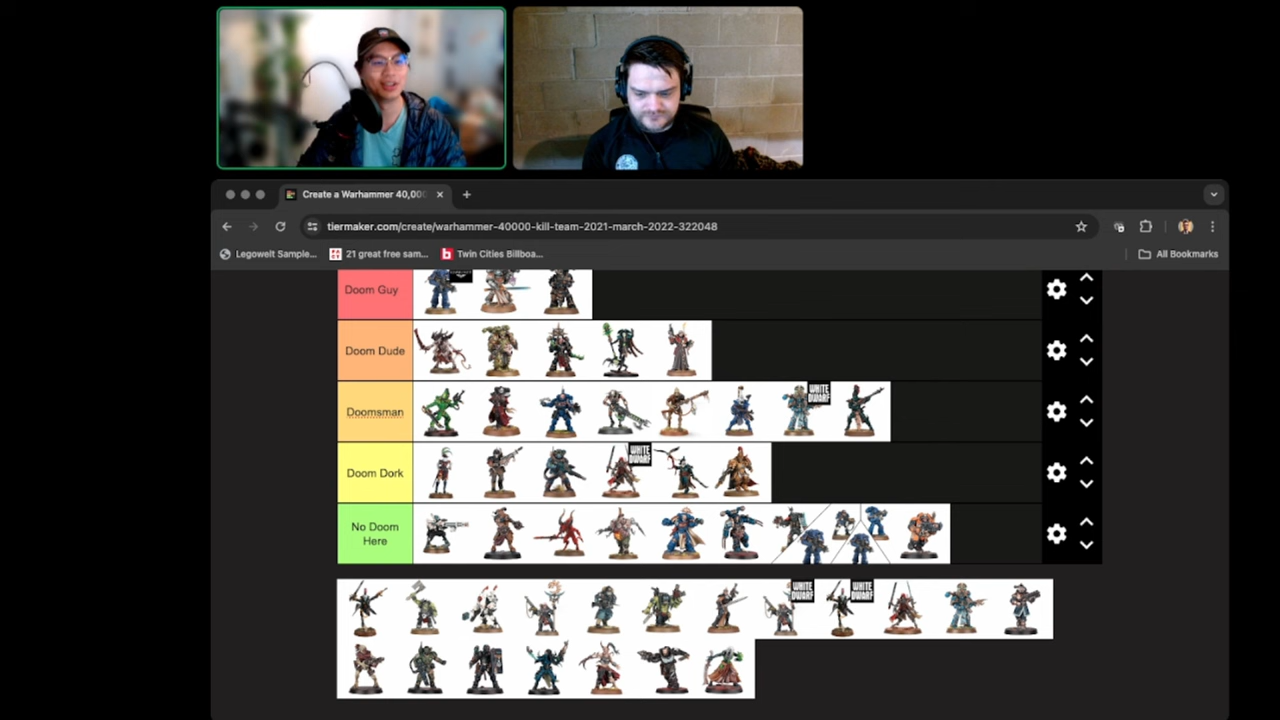 Create a Warhammer 40,00
tiermaker.com/create/warhammer-40000-kill-team-2021-march-2022-322048
Legowelt Sample...
21 great free sam...
Twin Cities Billboa...
All Bookmarks
Doom Guy
Doom Dude
Doomsman
WHITE
DWARF
Doom Dork
WHITE
DWARF
No Doom
Here
WHITE
DWARF
WHITE
DWARF